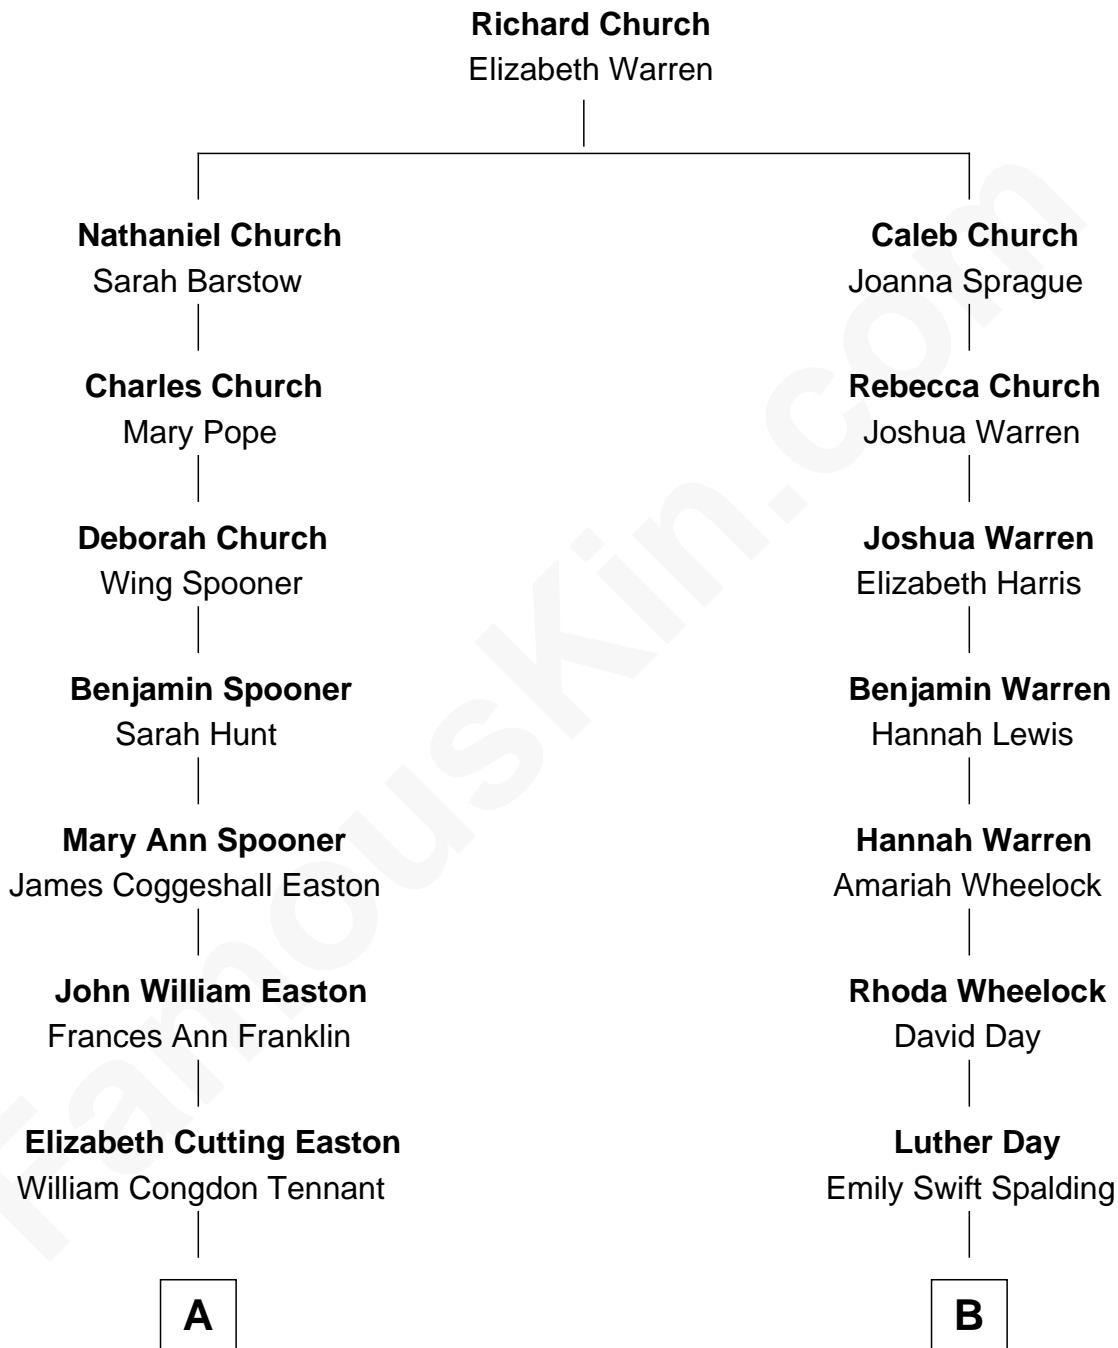 Richard Church
Elizabeth Warren
Nathaniel Church
Sarah Barstow
Caleb Church
Joanna Sprague
Charles Church
Mary Pope
Rebecca Church
Joshua Warren
Deborah Church
Wing Spooner
Joshua Warren
Elizabeth Harris
Benjamin Spooner
Sarah Hunt
Benjamin Warren
Hannah Lewis
Mary Ann Spooner
James Coggeshall Easton
Hannah Warren
Amariah Wheelock
John William Easton
Frances Ann Franklin
Rhoda Wheelock
David Day
Elizabeth Cutting Easton
William Congdon Tennant
Luther Day
Emily Swift Spalding
A
B
FamousKin.com